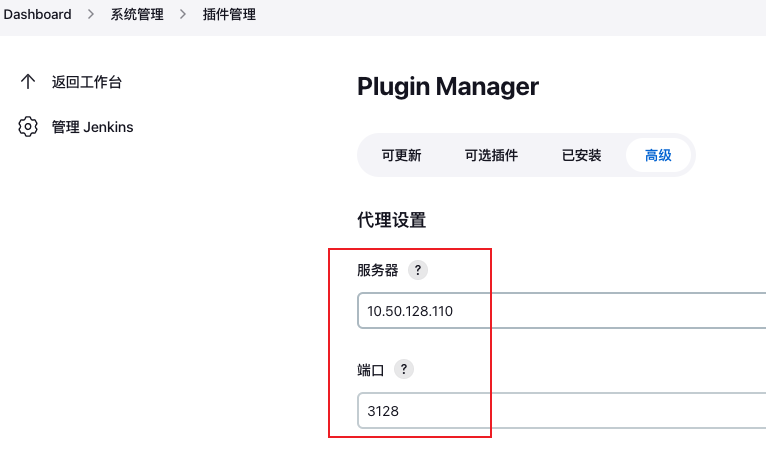 Dashboard > 系统管理 > 插件管理
返回工作台
管理 Jenkins
Plugin Manager
可更新 可选插件 已安装 高级
代理设置
服务器 ?
10.50.128.110
端口 ?
3128